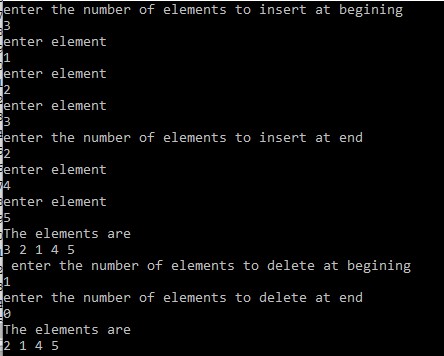 enter the number of elements to insert at begining
3
enter element
1
enter element
2
enter element
3
enter the number of elements to insert at end
2
enter element
4
enter element
5
The elements are
3 2 1 4 5
enter the number of elements to delete at begining
1
enter the number of elements to delete at end
0
The elements are
2 1 4 5